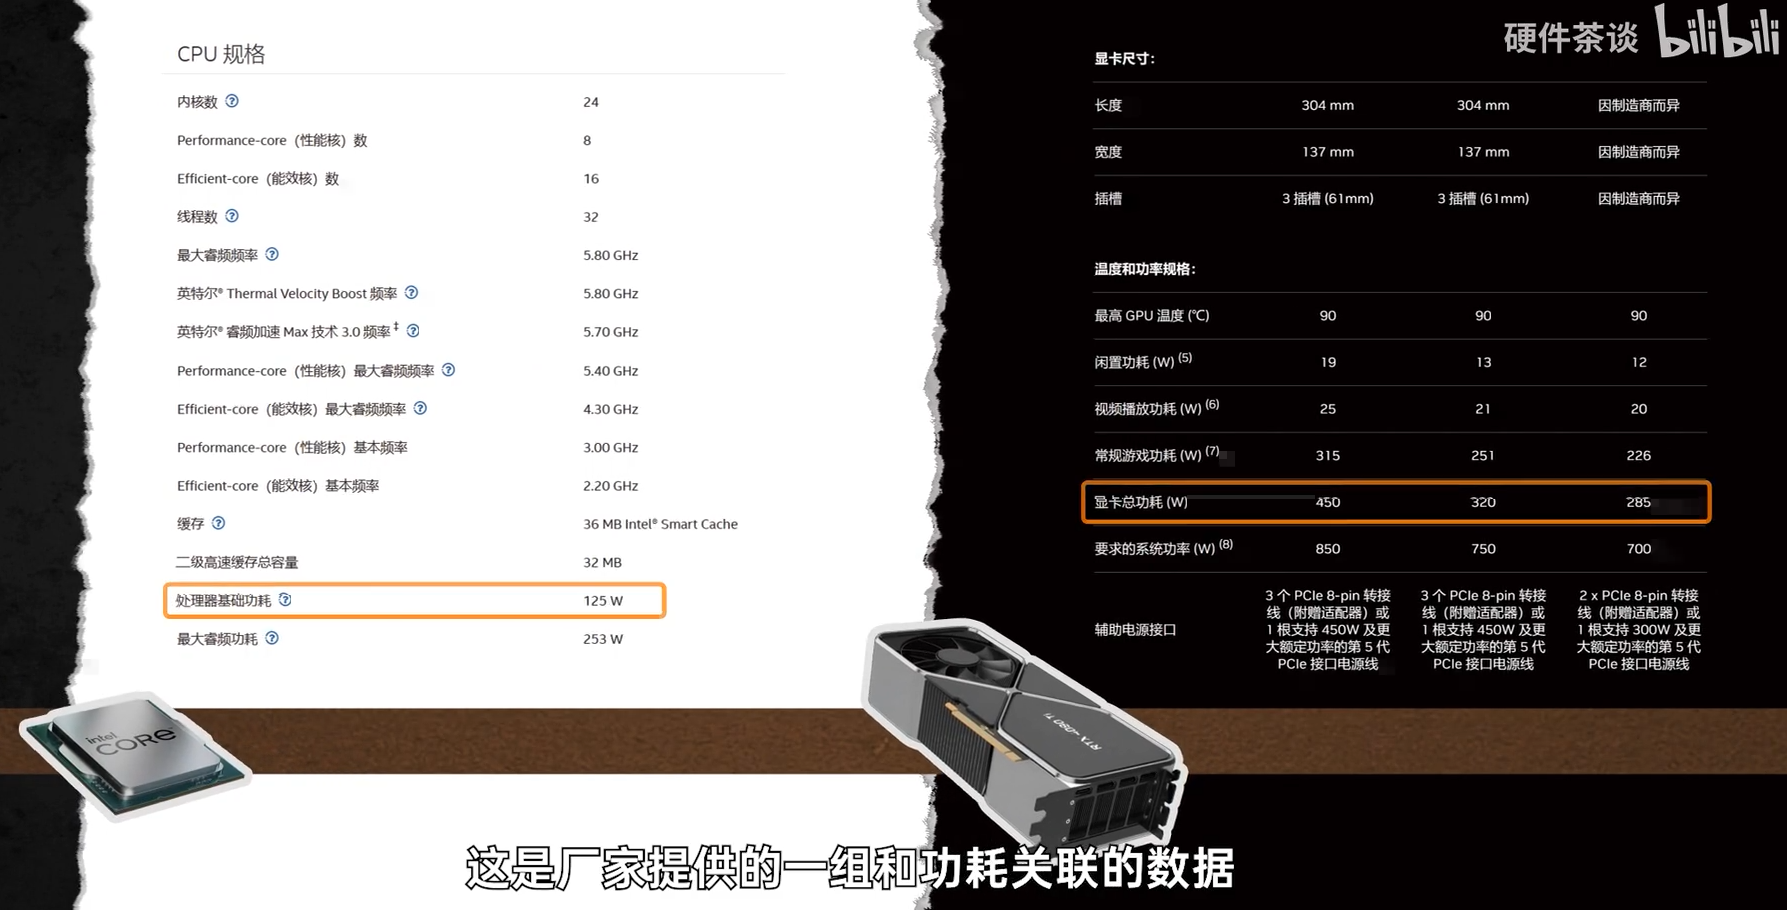 硬件茶谈 bilibili
CPU 规格
内核数 24
Performance-core（性能核）数 8
Efficient-core（能效核）数 16
线程数 32
最大睿频频率 5.80 GHz
英特尔® Thermal Velocity Boost 频率 5.80 GHz
英特尔® 睿频加速 Max 技术 3.0 频率‡ 5.70 GHz
Performance-core（性能核）最大睿频频率 5.40 GHz
Efficient-core（能效核）最大睿频频率 4.30 GHz
Performance-core（性能核）基本频率 3.00 GHz
Efficient-core（能效核）基本频率 2.20 GHz
缓存 36 MB Intel® Smart Cache
二级高速缓存总容量 32 MB
处理器基础功耗 125 W
最大睿频功耗 253 W
intel
CORE
显卡尺寸：
长度 304 mm 304 mm 因制造商而异
宽度 137 mm 137 mm 因制造商而异
插槽 3 插槽 (61mm) 3 插槽 (61mm) 因制造商而异
温度和功率规格：
最高 GPU 温度 (℃) 90 90 90
闲置功耗 (W) (5) 19 13 12
视频播放功耗 (W) (6) 25 21 20
常规游戏功耗 (W) (7) 315 251 226
显卡总功耗 (W) 450 320 285
要求的系统功率 (W) (8) 850 750 700
辅助电源接口
3 个 PCIe 8-pin 转接
线（附赠适配器）或
1 根支持 450W 及更
大额定功率的第 5 代
PCIe 接口电源线
3 个 PCIe 8-pin 转接
线（附赠适配器）或
1 根支持 450W 及更
大额定功率的第 5 代
PCIe 接口电源线
2 x PCIe 8-pin 转接
线（附赠适配器）或
1 根支持 300W 及更
大额定功率的第 5 代
PCIe 接口电源线
RTX 4080 Ti
这是厂家提供的一组和功耗关联的数据